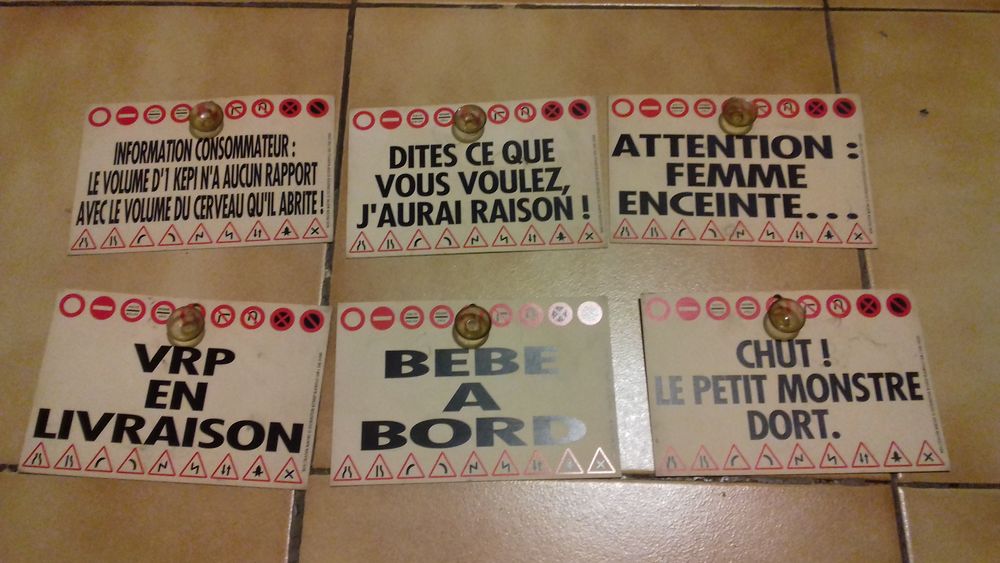 INFORMATION CONSOMMATEUR :
LE VOLUME D'1 KEPI N'A AUCUN RAPPORT
AVEC LE VOLUME DU CERVEAU QU'IL ABRITE !
DITES CE QUE
VOUS VOULEZ,
J'AURAI RAISON !
ATTENTION :
FEMME
ENCEINTE...
VRP
EN
LIVRAISON
BEBE
A
BORD
CHUT !
LE PETIT MONSTRE
DORT.